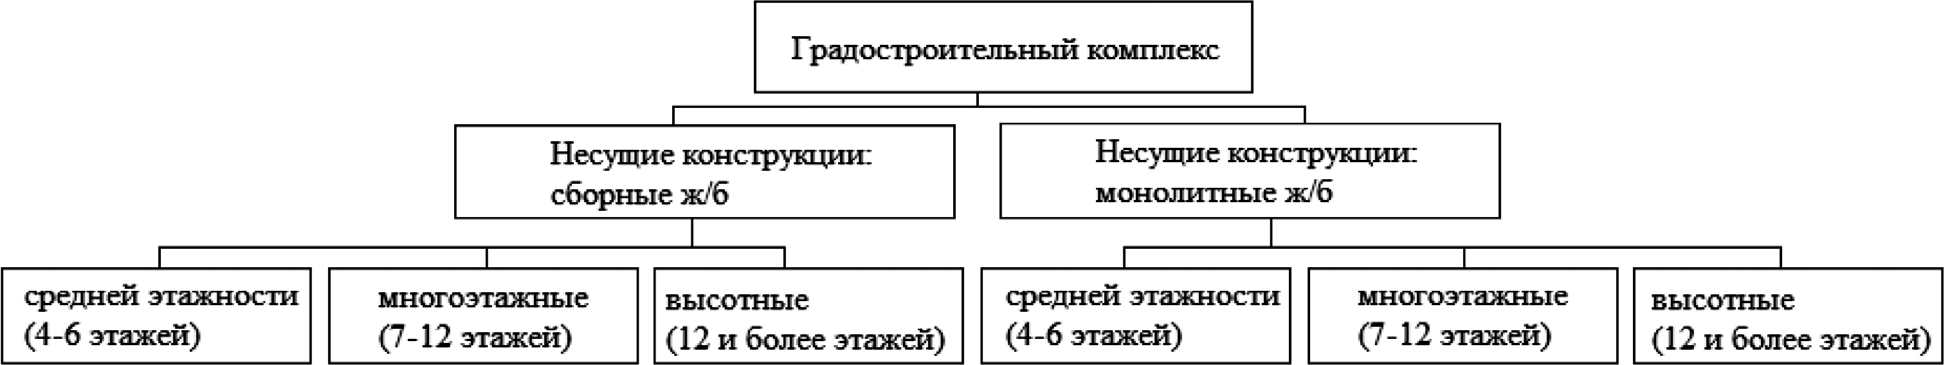 Градостроительный комплекс
Несущие конструкции:
сборные ж/б
Несущие конструкции:
монолитные ж/б
средней этажности
(4-6 этажей)
многоэтажные
(7-12 этажей)
высотные
(12 и более этажей)
средней этажности
(4-6 этажей)
многоэтажные
(7-12 этажей)
высотные
(12 и более этажей)